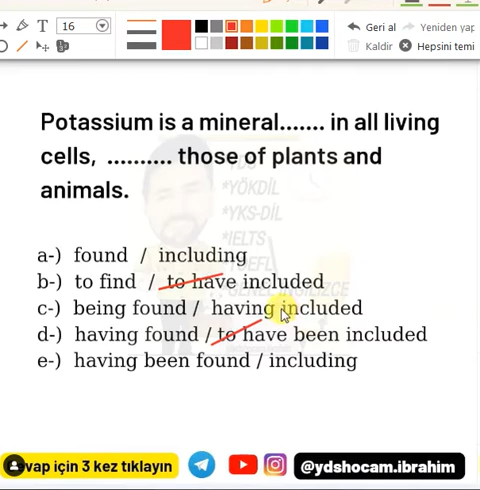 T 16 Geri al Yeniden yap
Kaldır Hepsini temi
Potassium is a mineral....... in all living
cells, .......... those of plants and
animals.
*YÖKDİL
*YKS-DİL
*IELTS
a-) found / including
b-) to find / to have included
c-) being found / having included
d-) having found / to have been included
e-) having been found / including
vap için 3 kez tıklayın @ydshocam.ibrahim